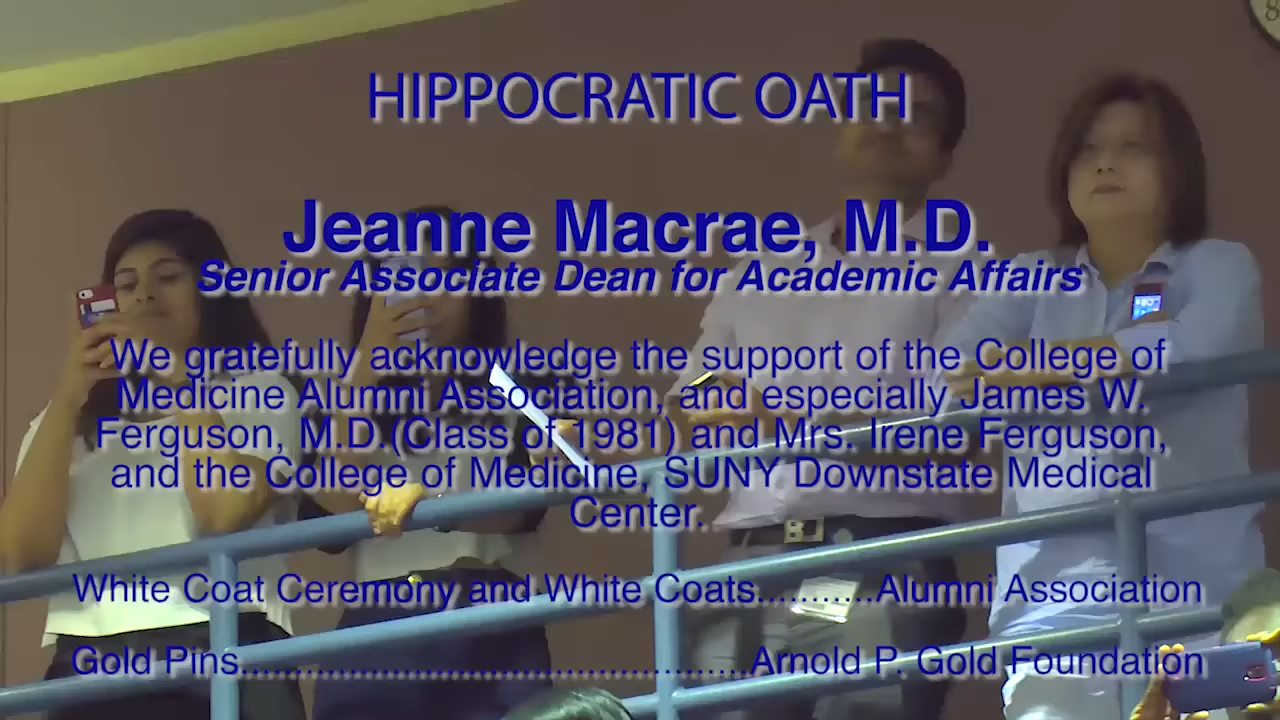 HIPPOCRATIC OATH
Jeanne Macrae, M.D.
Senior Associate Dean for Academic Affairs
We gratefully acknowledge the support of the College of
Medicine Alumni Association, and especially James W.
Ferguson, M.D.(Class of 1981) and Mrs. Irene Ferguson,
and the College of Medicine, SUNY Downstate Medical
Center.
White Coat Ceremony and White Coats...........Alumni Association
Gold Pins.................................................Arnold P. Gold Foundation